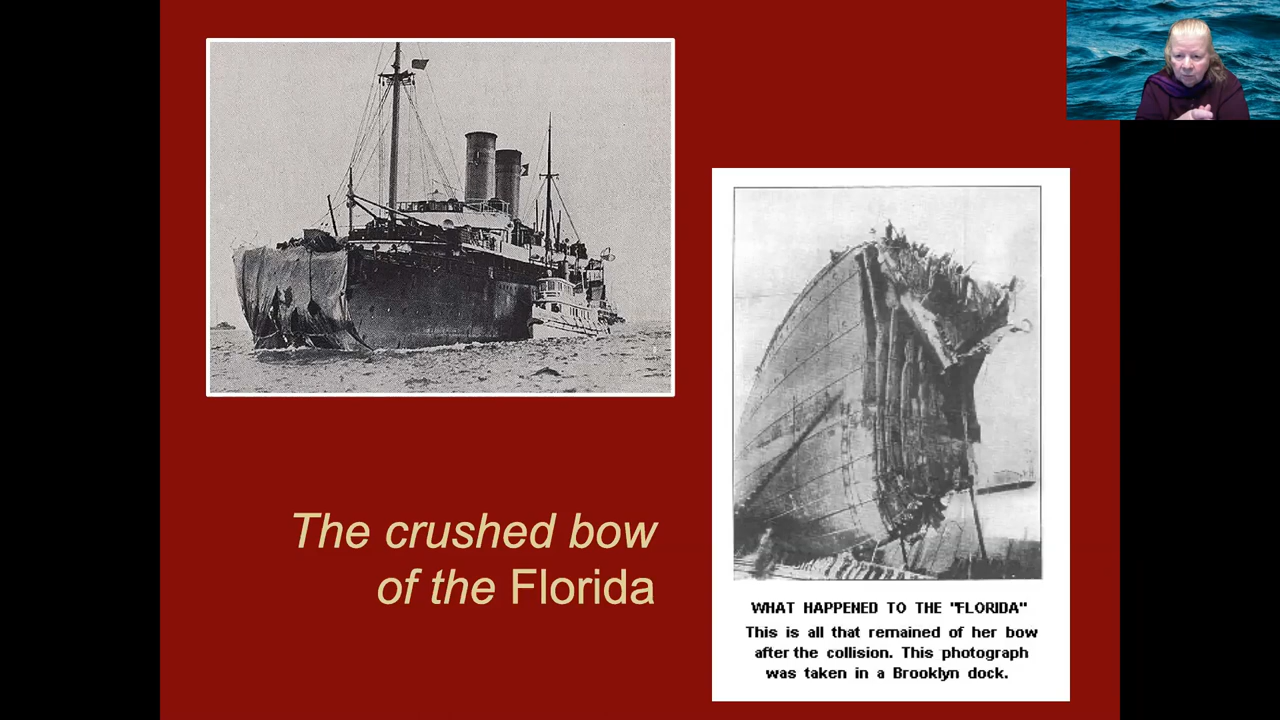 The crushed bow
of the Florida
WHAT HAPPENED TO THE "FLORIDA"
This is all that remained of her bow
after the collision. This photograph
was taken in a Brooklyn dock.